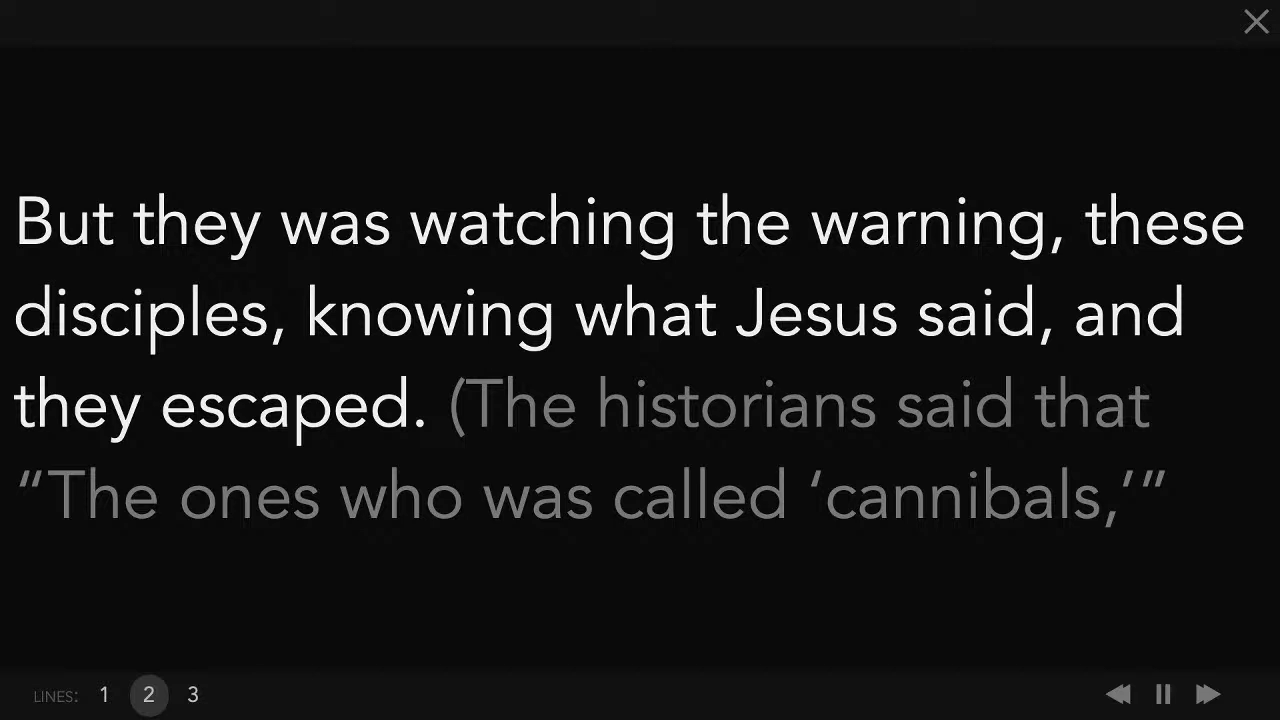 But they was watching the warning, these
disciples, knowing what Jesus said, and
they escaped. (The historians said that
“The ones who was called ‘cannibals,’”
LINES: 1 2 3